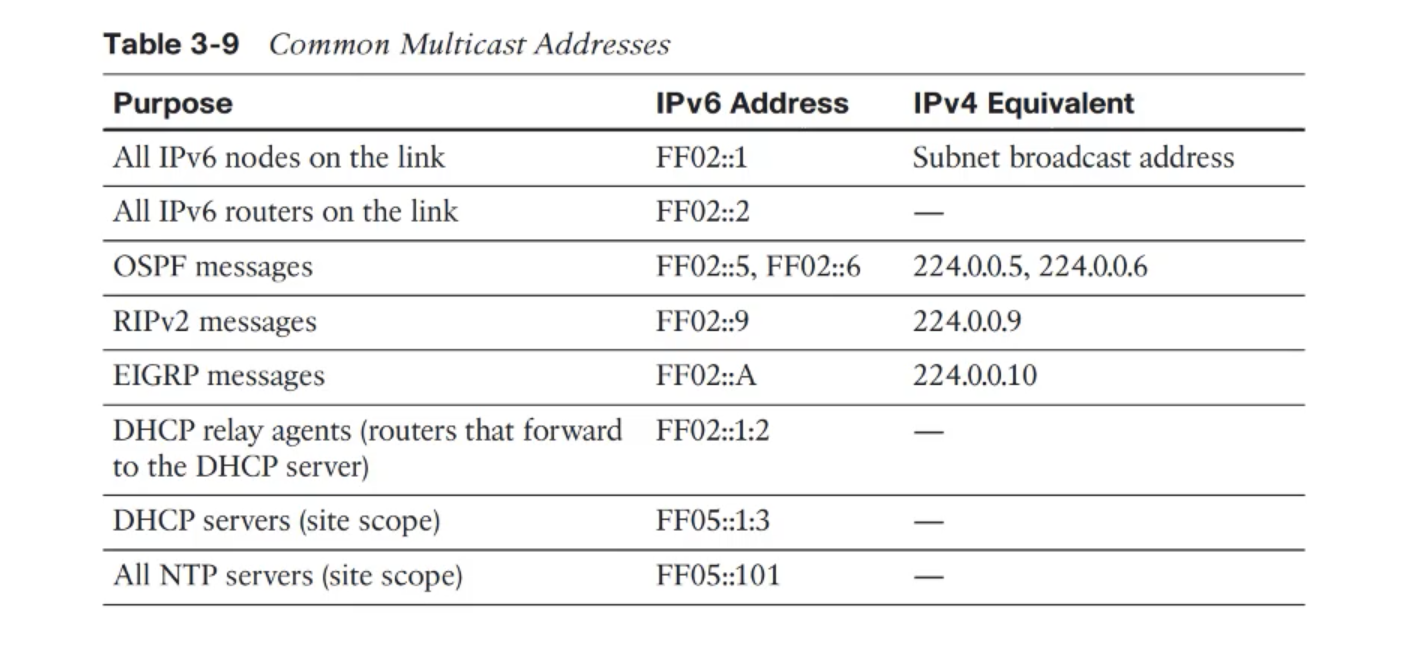 Table 3-9 Common Multicast Addresses
Purpose IPv6 Address IPv4 Equivalent
All IPv6 nodes on the link FF02::1 Subnet broadcast address
All IPv6 routers on the link FF02::2 —
OSPF messages FF02::5, FF02::6 224.0.0.5, 224.0.0.6
RIPv2 messages FF02::9 224.0.0.9
EIGRP messages FF02::A 224.0.0.10
DHCP relay agents (routers that forward FF02::1:2 —
to the DHCP server)
DHCP servers (site scope) FF05::1:3 —
All NTP servers (site scope) FF05::101 —